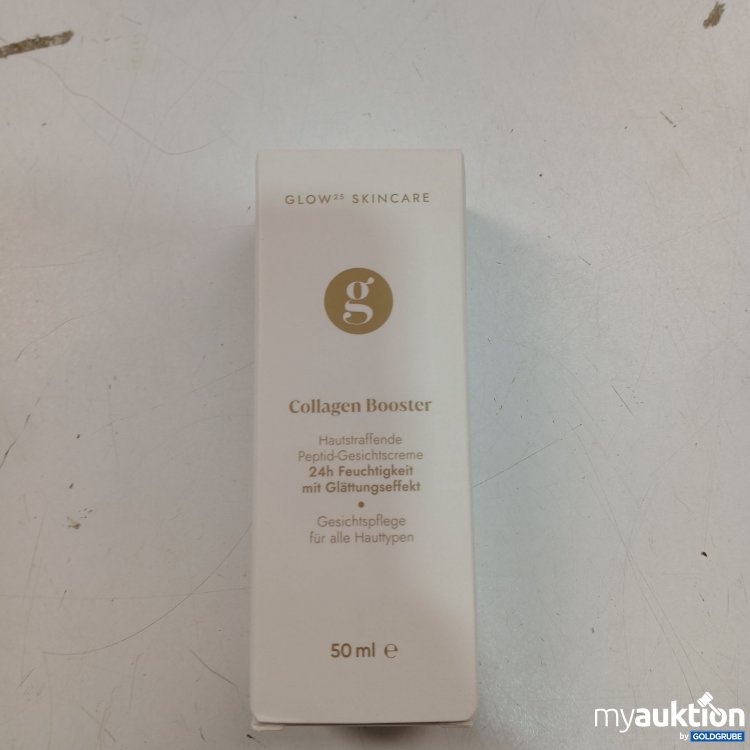 GLOW²⁵ SKINCARE
g
Collagen Booster
Hautstraffende
Peptid-Gesichtscreme
24h Feuchtigkeit
mit Glättungseffekt
•
Gesichtspflege
für alle Hauttypen
50 ml ℮
myauktion
by GOLDGRUBE